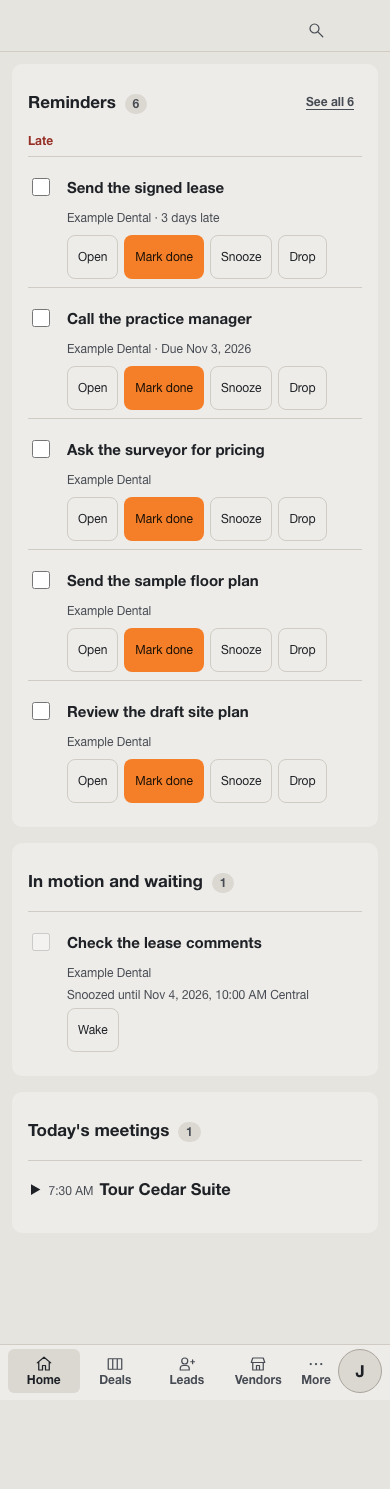 Reminders 6
See all 6
Late
Send the signed lease
Example Dental · 3 days late
Open Mark done Snooze Drop
Call the practice manager
Example Dental · Due Nov 3, 2026
Open Mark done Snooze Drop
Ask the surveyor for pricing
Example Dental
Open Mark done Snooze Drop
Send the sample floor plan
Example Dental
Open Mark done Snooze Drop
Review the draft site plan
Example Dental
Open Mark done Snooze Drop
In motion and waiting 1
Check the lease comments
Example Dental
Snoozed until Nov 4, 2026, 10:00 AM Central
Wake
Today's meetings 1
7:30 AM Tour Cedar Suite
Home Deals Leads Vendors More J